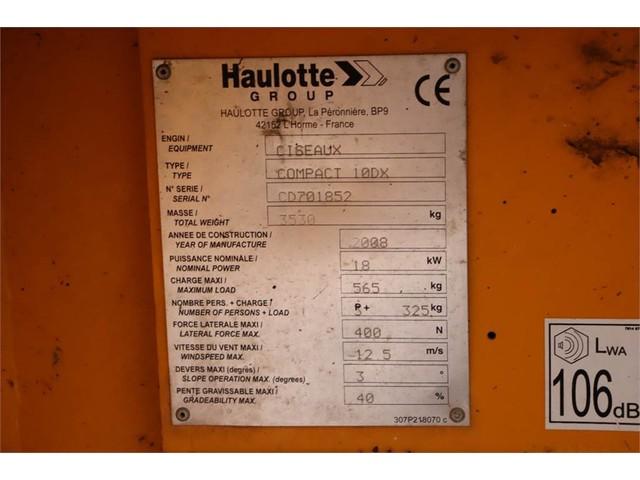 Haulotte
GROUP
CE
HAULOTTE GROUP, La Péronnière, BP9
42152 L'Horme - France
ENGIN / EQUIPMENT CISEAUX
TYPE / TYPE COMPACT 10DX
N° SERIE / SERIAL N° CD701852
MASSE / TOTAL WEIGHT 3530 kg
ANNEE DE CONSTRUCTION / YEAR OF MANUFACTURE 2008
PUISSANCE NOMINALE / NOMINAL POWER 18 kW
CHARGE MAXI / MAXIMUM LOAD 565 kg
NOMBRE PERS. + CHARGE / NUMBER OF PERSONS + LOAD 3 P+ 325 kg
FORCE LATERALE MAXI / LATERAL FORCE MAX. 400 N
VITESSE DU VENT MAXI / WINDSPEED MAX. 12 5 m/s
DEVERS MAXI (degres) / SLOPE OPERATION MAX. (degrees) 3 °
PENTE GRAVISSABLE MAXI / GRADEABILITY MAX. 40 %
307P218070 c
LWA
106dB